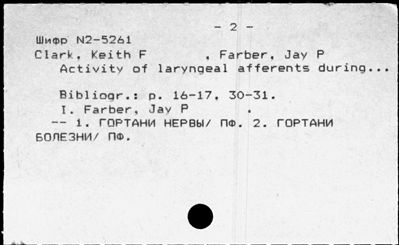 - 2 -
Шифр N2-5261
Clark, Keith F , Farber, Jay P
Activity of laryngeal afferents during...
Bibliogr.: p. 16-17, 30-31.
I. Farber, Jay P .
-- 1. ГОРТАНИ НЕРВЫ/ ПФ. 2. ГОРТАНИ
БОЛЕЗНИ/ ПФ.